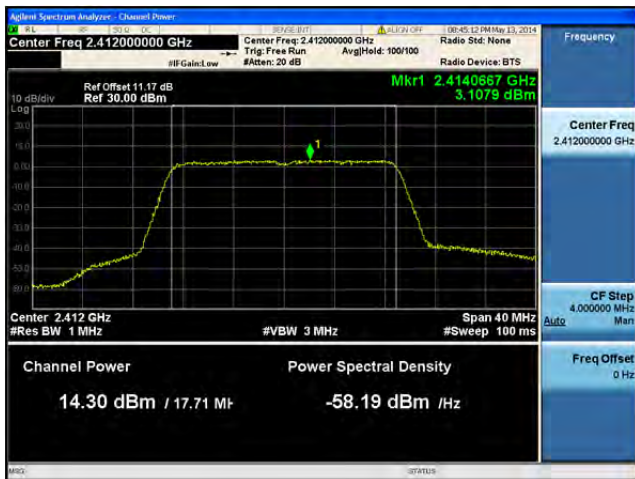 Agilent Spectrum Analyzer - Channel Power
RL RF 50 Ω DC SENSE:INT ALIGN OFF 08:45:12 PM May 13, 2014
Center Freq 2.412000000 GHz
Center Freq: 2.412000000 GHz Radio Std: None
Trig: Free Run Avg|Hold: 100/100
#IFGain:Low #Atten: 20 dB Radio Device: BTS
Frequency
Ref Offset 11.17 dB
10 dB/div Ref 30.00 dBm
Log
Mkr1 2.4140667 GHz
3.1079 dBm
1
0.00
Center Freq
2.412000000 GHz
Center 2.412 GHz Span 40 MHz
#Res BW 1 MHz #VBW 3 MHz #Sweep 100 ms
CF Step
4.000000 MHz
Auto Man
Freq Offset
0 Hz
Channel Power Power Spectral Density
14.30 dBm / 17.71 MH -58.19 dBm /Hz
MSG STATUS